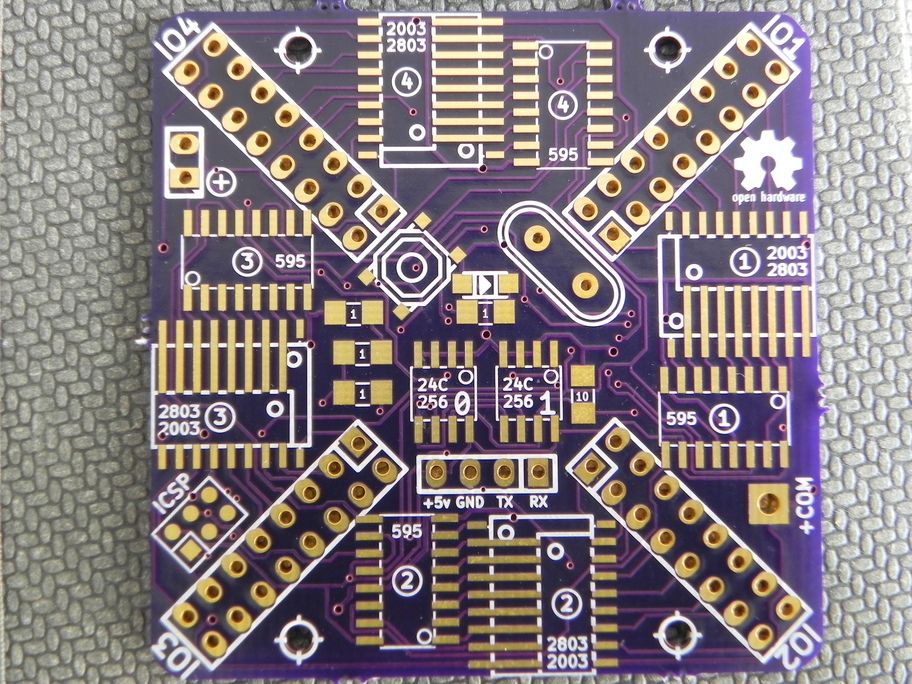 IO4
2003
2803
4
4
595
IO1
open hardware
+
3 595
1 2003
2803
1
1
1
1
2803
2003 3
24C
256 0
24C
256 1
10
595 1
ICSP
+5v GND TX RX
+COM
595
2
2
2803
2003
IO3
IO2